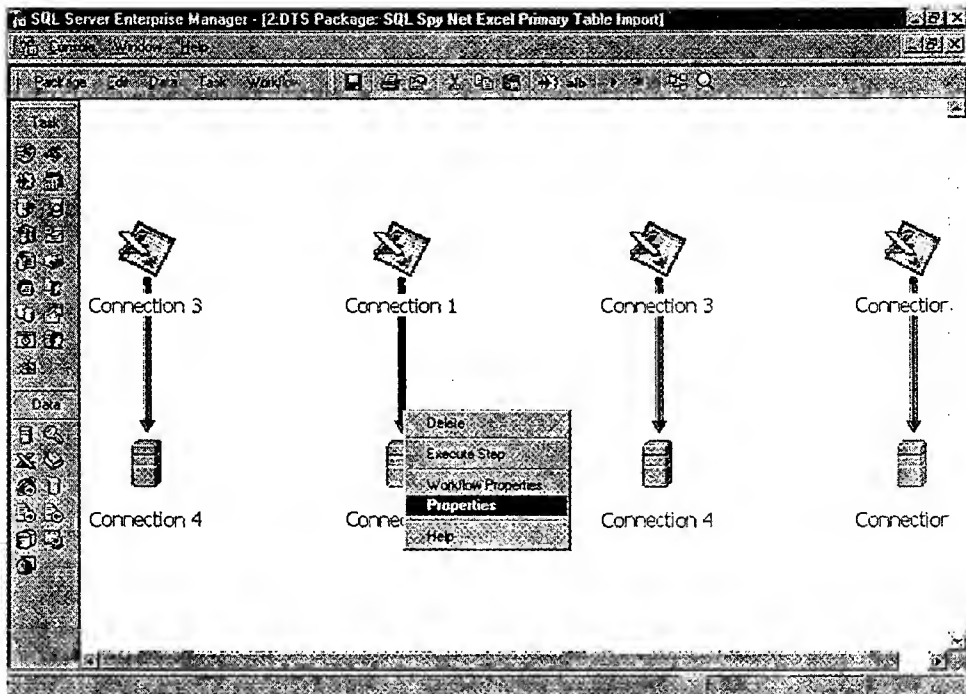 SQL Server Enterprise Manager - [2:DTS Package: SQL Spy Net Excel Primary Table Import]
Console Window Help
Package Edit Data Task Workflow
Task
Connection 3
Connection 1
Connection 3
Connection
Delete
Execute Step
Workflow Properties
Properties
Help
Data
Connection 4
Connec
Connection 4
Connection